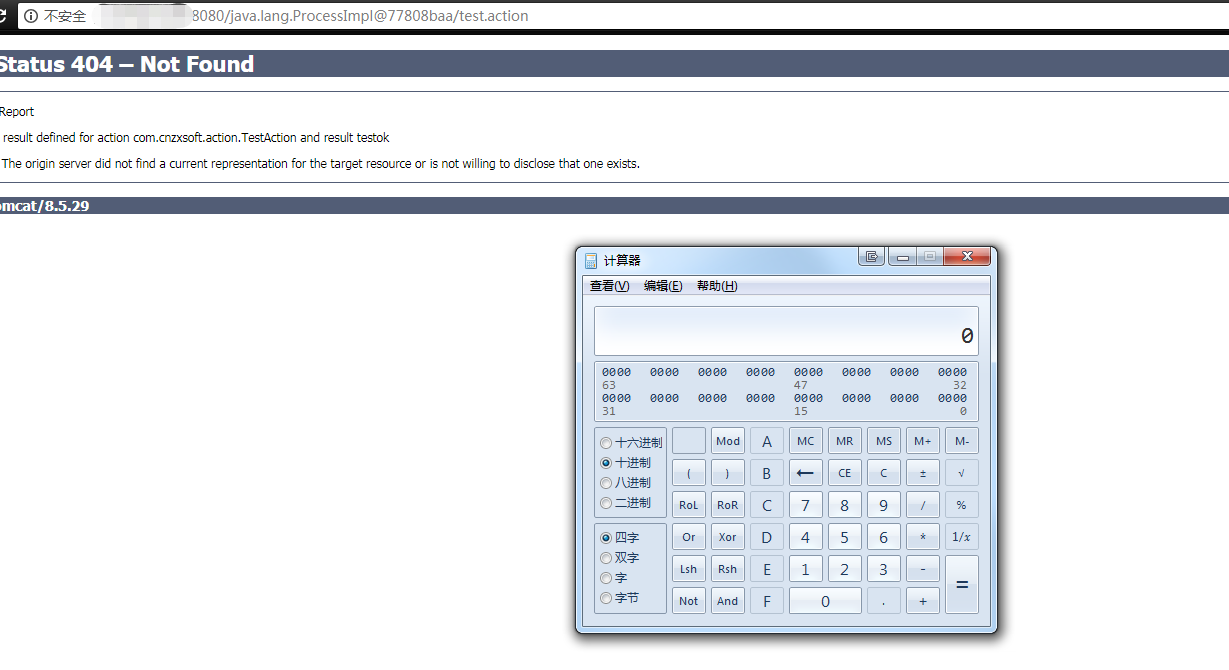 不安全 8080/java.lang.ProcessImpl@77808baa/test.action
Status 404 – Not Found
Report
result defined for action com.cnzxsoft.action.TestAction and result testok
The origin server did not find a current representation for the target resource or is not willing to disclose that one exists.
omcat/8.5.29
计算器
查看(V) 编辑(E) 帮助(H)
0
0000 0000 0000 0000 0000 0000 0000 0000
63 47 32
0000 0000 0000 0000 0000 0000 0000 0000
31 15 0
十六进制 Mod A MC MR MS M+ M-
十进制 ( ) B ← CE C ± √
八进制
二进制 RoL RoR C 7 8 9 / %
四字 Or Xor D 4 5 6 * 1/x
双字 Lsh Rsh E 1 2 3 - =
字
字节 Not And F 0 . +